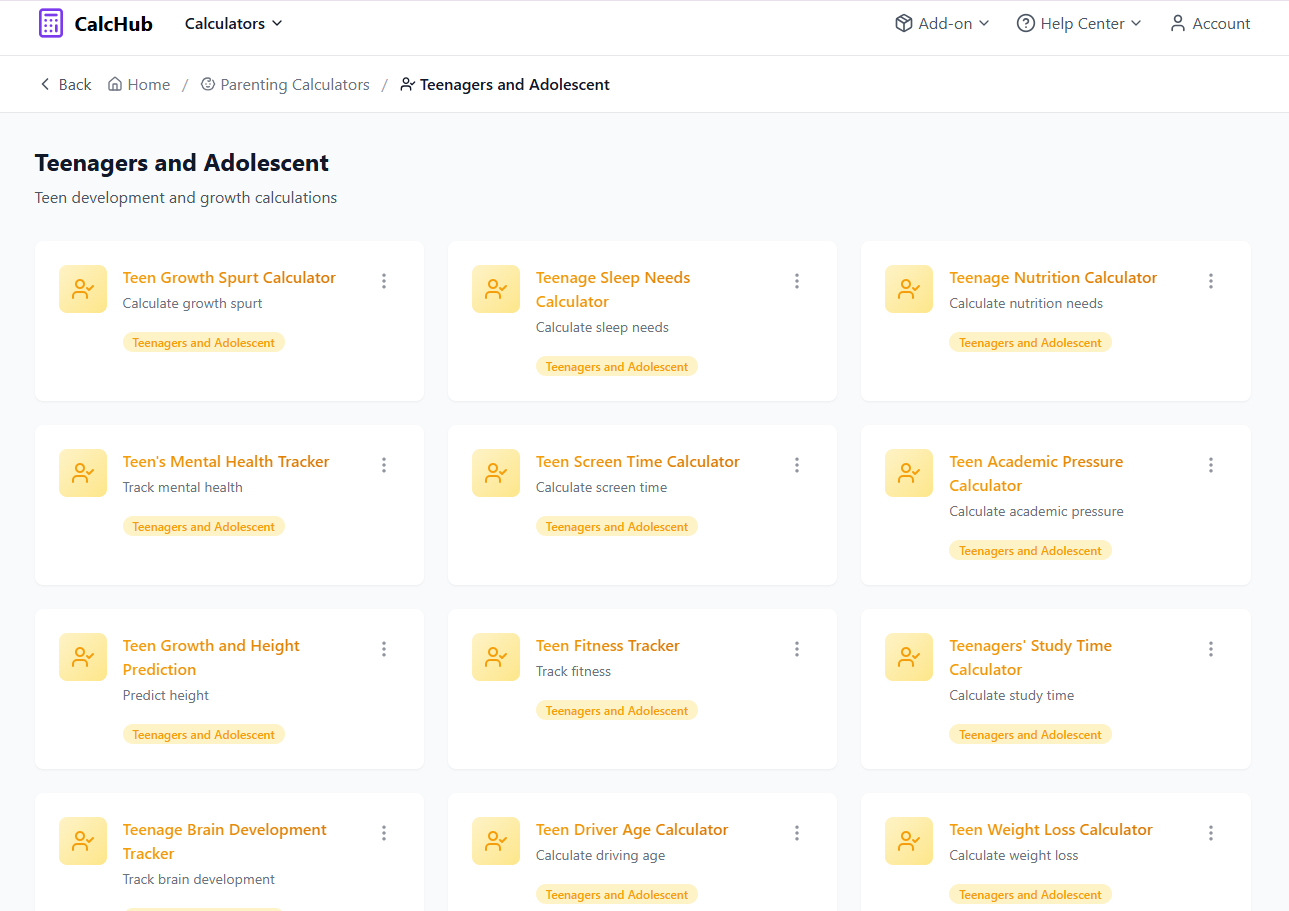 CalcHub
Calculators
Add-on
Help Center
Account
Back
Home
/
Parenting Calculators
/
Teenagers and Adolescent
Teenagers and Adolescent
Teen development and growth calculations
Teen Growth Spurt Calculator
Calculate growth spurt
Teenagers and Adolescent
Teenage Sleep Needs
Calculator
Calculate sleep needs
Teenagers and Adolescent
Teenage Nutrition Calculator
Calculate nutrition needs
Teenagers and Adolescent
Teen's Mental Health Tracker
Track mental health
Teenagers and Adolescent
Teen Screen Time Calculator
Calculate screen time
Teenagers and Adolescent
Teen Academic Pressure
Calculator
Calculate academic pressure
Teenagers and Adolescent
Teen Growth and Height
Prediction
Predict height
Teenagers and Adolescent
Teen Fitness Tracker
Track fitness
Teenagers and Adolescent
Teenagers' Study Time
Calculator
Calculate study time
Teenagers and Adolescent
Teenage Brain Development
Tracker
Track brain development
Teen Driver Age Calculator
Calculate driving age
Teenagers and Adolescent
Teen Weight Loss Calculator
Calculate weight loss
Teenagers and Adolescent